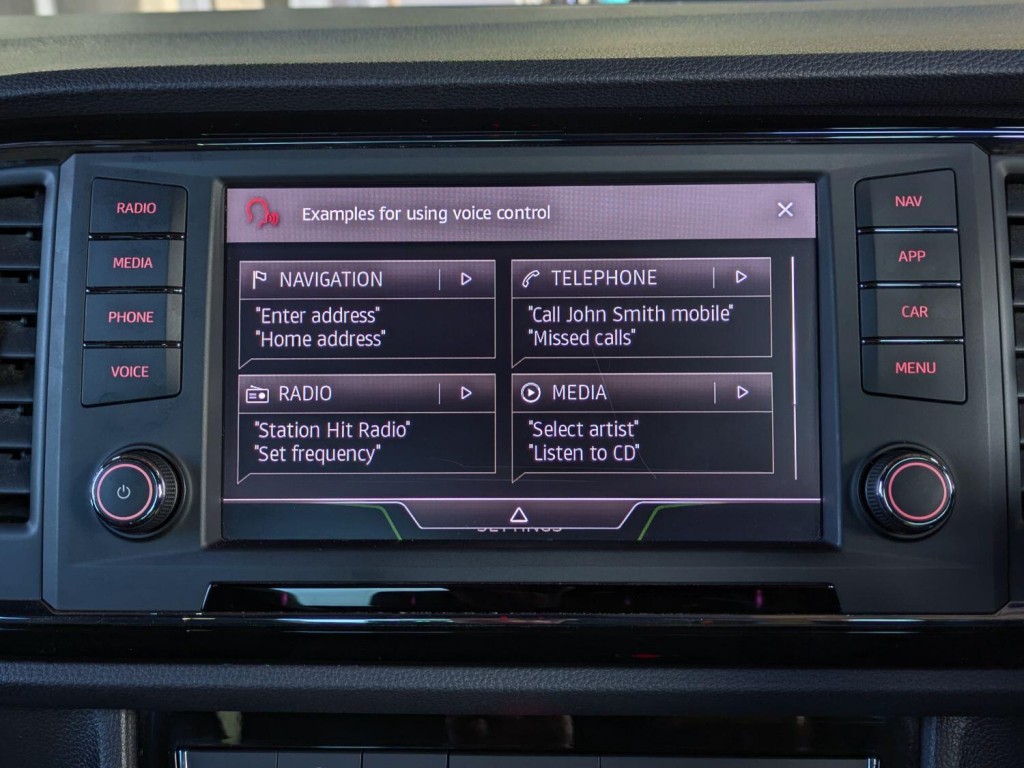 RADIO
MEDIA
PHONE
VOICE
Examples for using voice control
NAVIGATION
"Enter address"
"Home address"
TELEPHONE
"Call John Smith mobile"
"Missed calls"
RADIO
"Station Hit Radio"
"Set frequency"
MEDIA
"Select artist"
"Listen to CD"
SETTINGS
NAV
APP
CAR
MENU